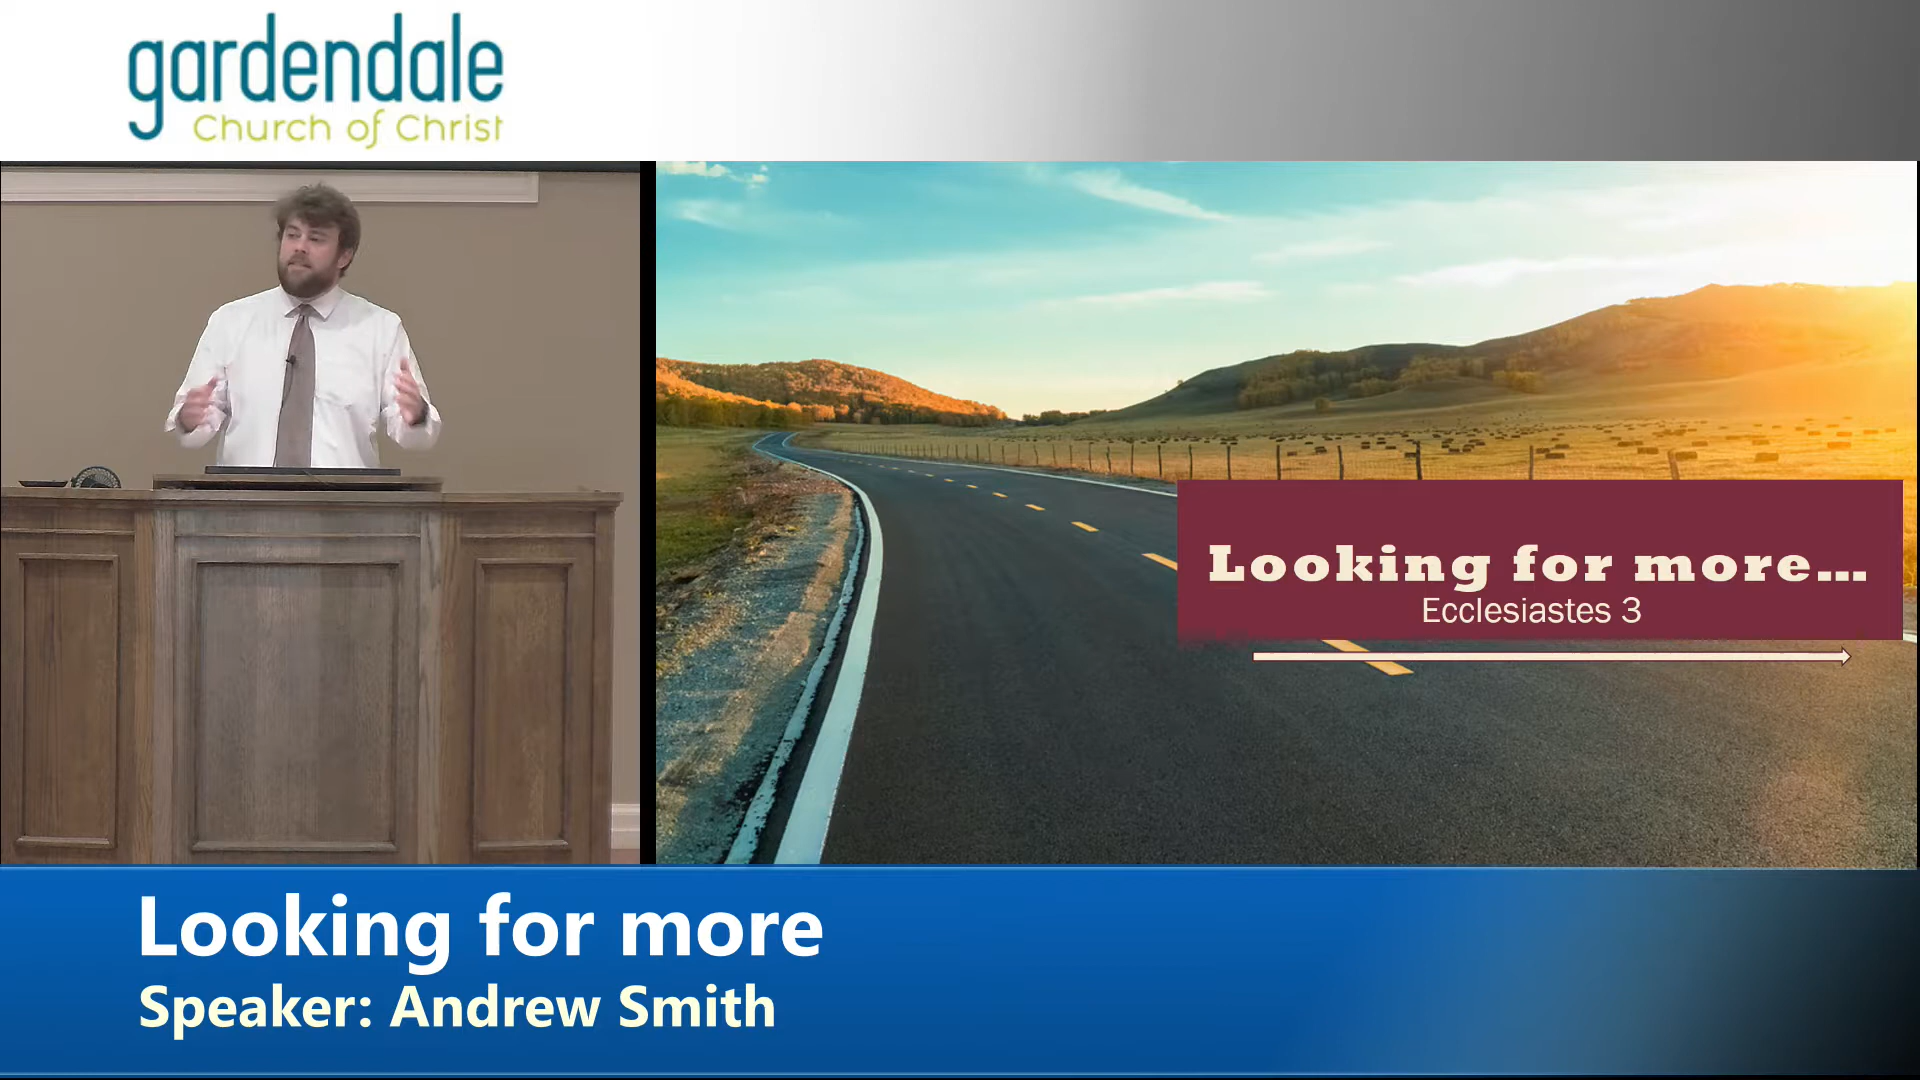 gardendale
Church of Christ
Looking for more...
Ecclesiastes 3
Looking for more
Speaker: Andrew Smith